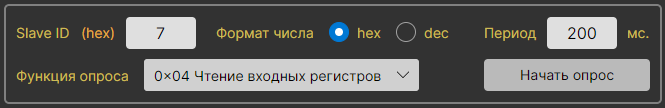 Slave ID (hex) 7 Формат числа hex dec Период 200 мс.
Функция опроса 0×04 Чтение входных регистров Начать опрос